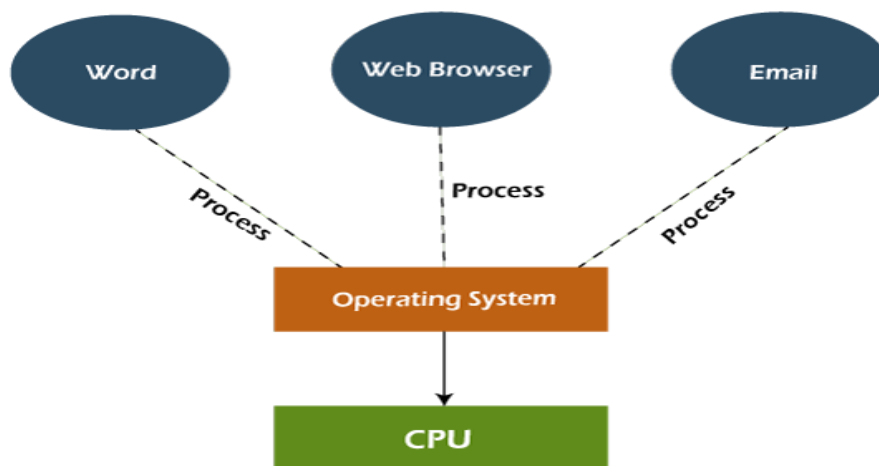 Word
Web Browser
Email
Process
Process
Process
Operating System
CPU